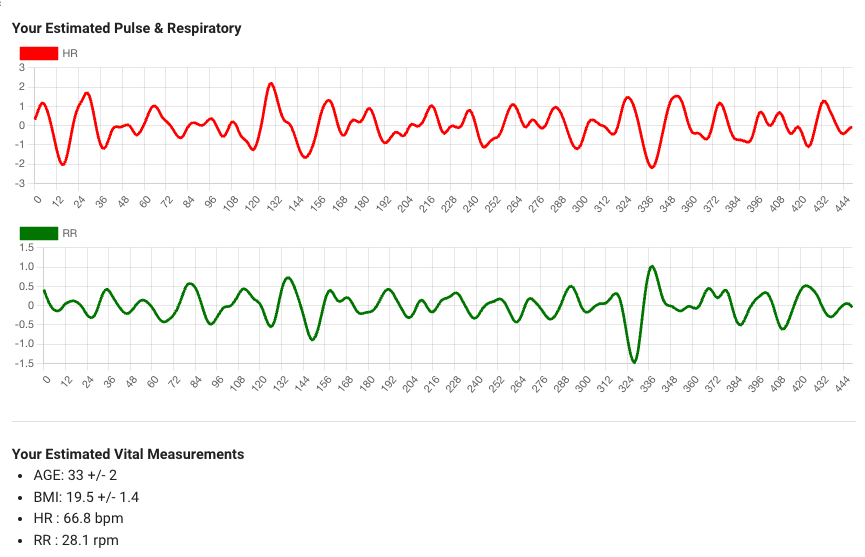 Your Estimated Pulse & Respiratory
HR
3
2
1
0
-1
-2
-3
0 12 24 36 48 60 72 84 96 108 120 132 144 156 168 180 192 204 216 228 240 252 264 276 288 300 312 324 336 348 360 372 384 396 408 420 432 444
RR
1.5
1.0
0.5
0
-0.5
-1.0
-1.5
0 12 24 36 48 60 72 84 96 108 120 132 144 156 168 180 192 204 216 228 240 252 264 276 288 300 312 324 336 348 360 372 384 396 408 420 432 444
Your Estimated Vital Measurements
• AGE: 33 +/- 2
• BMI: 19.5 +/- 1.4
• HR : 66.8 bpm
• RR : 28.1 rpm